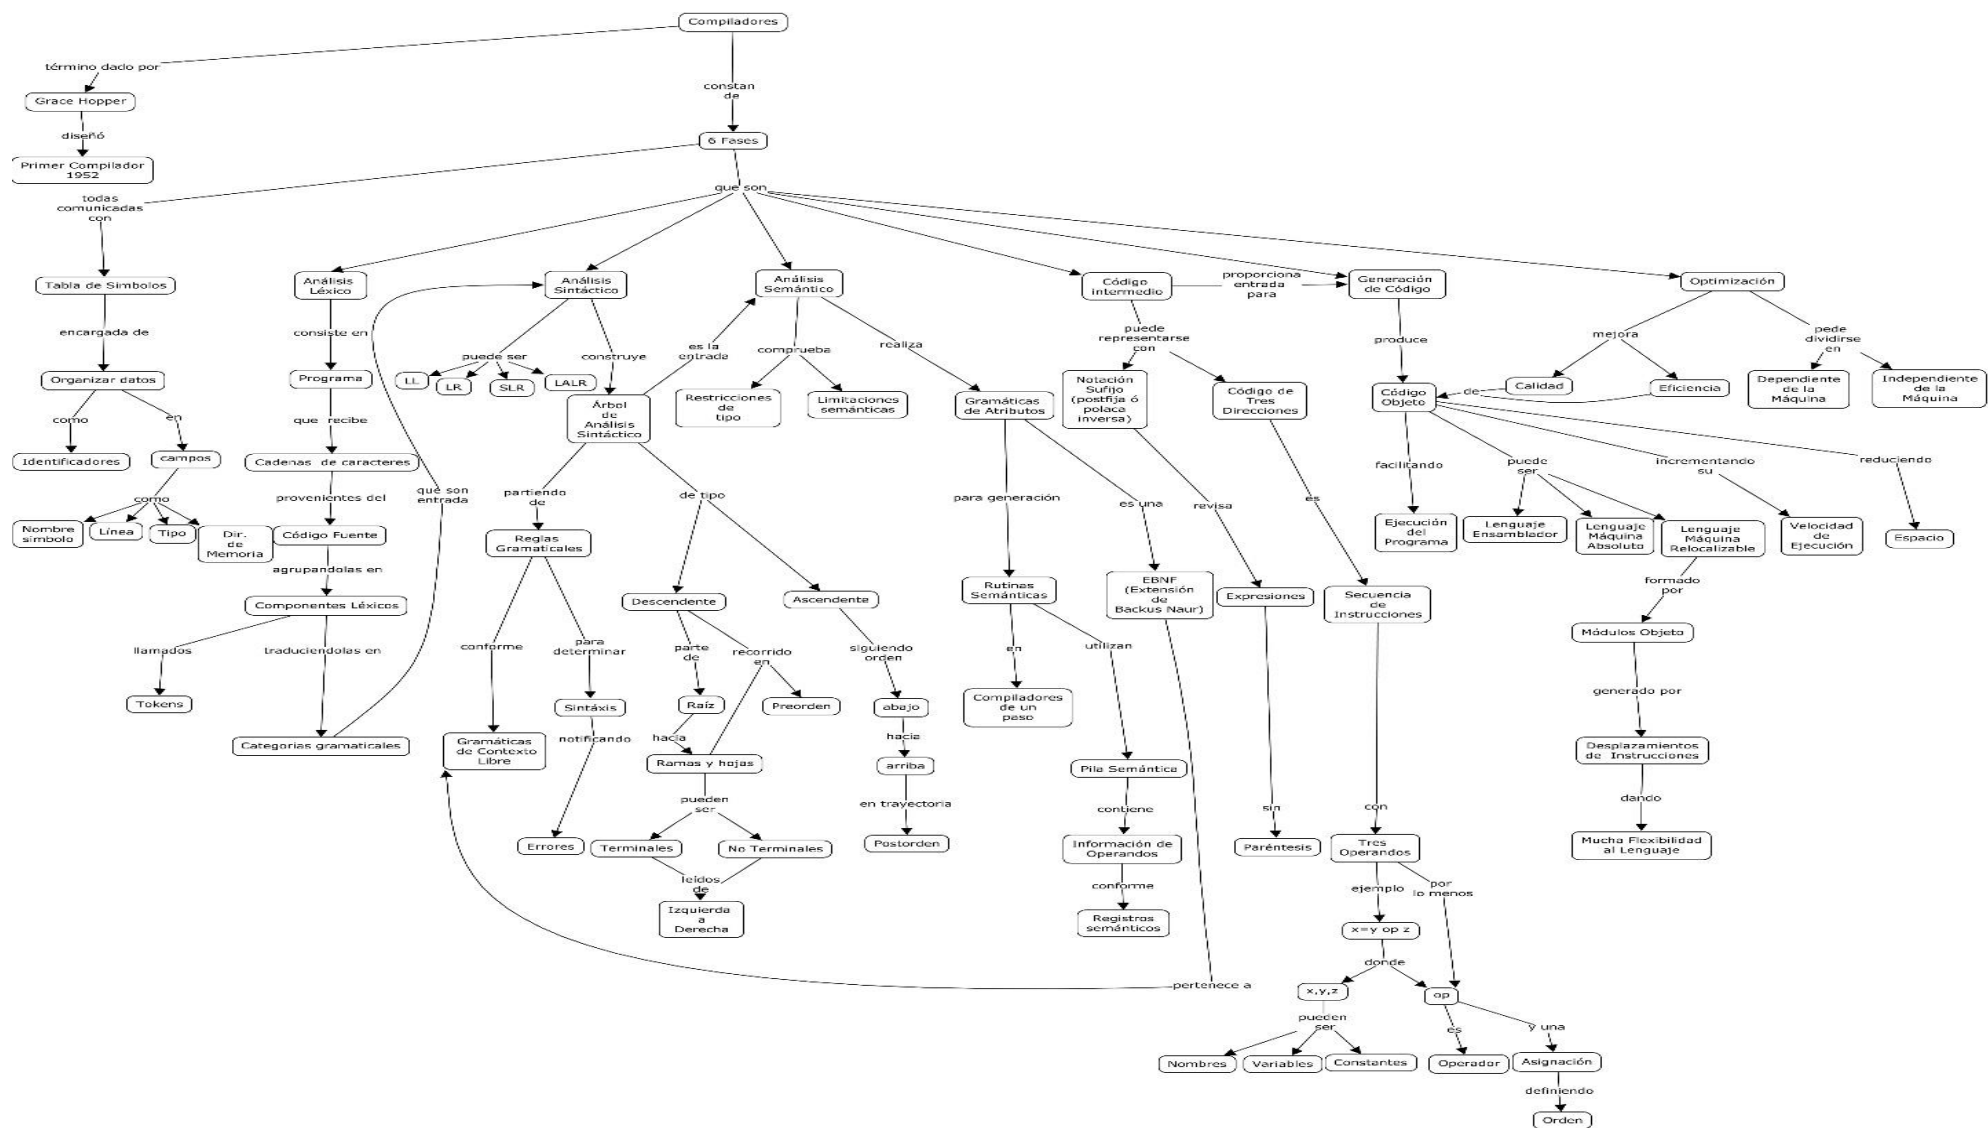 Compiladores
término dado por
Grace Hopper
diseñó
Primer Compilador
1952
constan
de
6 Fases
todas
comunicadas
con
que son
Tabla de Simbolos
encargada de
Organizar datos
como
en
Identificadores
campos
como
Nombre
simbolo
Línea
Tipo
Dir.
de
Memoria
Análisis
Léxico
consiste en
Programa
que recibe
Cadenas de caracteres
provenientes del
Código Fuente
agrupandolas en
Componentes Léxicos
llamados
traduciendolas en
Tokens
Categorias gramaticales
que son
entrada
Análisis
Sintáctico
puede ser
LL
LR
SLR
LALR
construye
Árbol
de
Análisis
Sintáctico
es la
entrada
partiendo
de
de tipo
Reglas
Gramaticales
conforme
para
determinar
Gramáticas
de Contexto
Libre
Sintáxis
notificando
Errores
Descendente
parte
de
recorrido
en
Raíz
Preorden
hacia
Ramas y hojas
pueden
ser
Terminales
No Terminales
leídos
de
Izquierda
a
Derecha
Ascendente
siguiendo
orden
abajo
hacia
arriba
en trayectoria
Postorden
Análisis
Semántico
comprueba
realiza
Restricciones
de
tipo
Limitaciones
semánticas
Gramáticas
de Atributos
para generación
es una
Rutinas
Semánticas
en
utilizan
Compiladores
de un
paso
Pila Semántica
contiene
Información de
Operandos
conforme
Registros
semánticos
EBNF
(Extensión
de
Backus Naur)
pertenece a
Código
intermedio
proporciona
entrada
para
puede
representarse
con
Notación
Sufijo
(postfija ó
polaca
inversa)
revisa
Expresiones
sin
Paréntesis
Código de
Tres
Direcciones
es
Secuencia
de
Instrucciones
con
Tres
Operandos
ejemplo
por
lo menos
x=y op z
donde
x,y,z
op
pueden
ser
Nombres
Variables
Constantes
es
y una
Operador
Asignación
definiendo
Orden
Generación
de Código
produce
Código
Objeto
de
facilitando
puede
ser
incrementando
su
reduciendo
Ejecución
del
Programa
Lenguaje
Ensamblador
Lenguaje
Máquina
Absoluto
Lenguaje
Máquina
Relocalizable
Velocidad
de
Ejecución
Espacio
formado
por
Módulos Objeto
generado por
Desplazamientos
de Instrucciones
dando
Mucha Flexibilidad
al Lenguaje
Optimización
mejora
pede
dividirse
en
Calidad
Eficiencia
Dependiente
de la
Máquina
Independiente
de la
Máquina